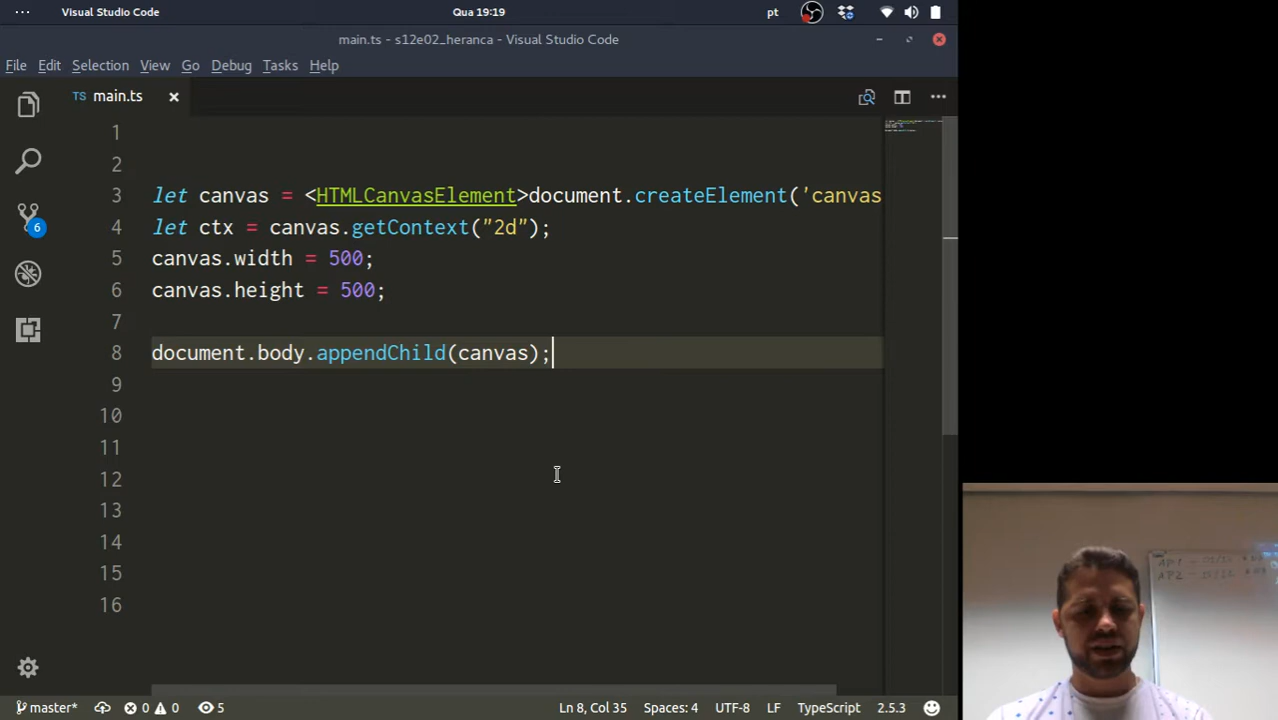 Visual Studio Code
Qua 19:19
pt
main.ts - s12e02_heranca - Visual Studio Code
File Edit Selection View Go Debug Tasks Help
TS main.ts
1
2
3 let canvas = <HTMLCanvasElement>document.createElement('canvas
4 let ctx = canvas.getContext("2d");
5 canvas.width = 500;
6 canvas.height = 500;
7
8 document.body.appendChild(canvas);
9
10
11
12
13
14
15
16
6
AP1
AP2
master* 0 0 5 Ln 8, Col 35 Spaces: 4 UTF-8 LF TypeScript 2.5.3